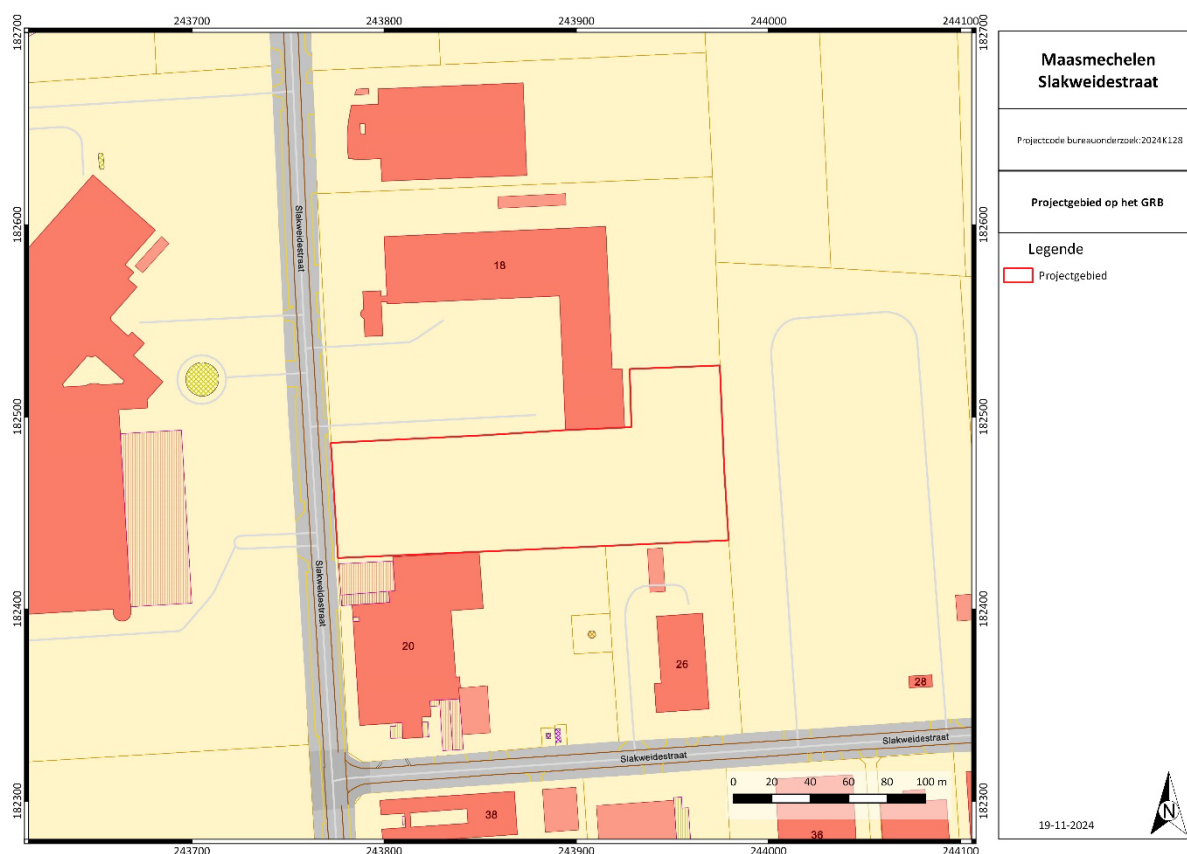 243700 243800 243900 244000 244100
182700
182700
182600
182600
182500
182500
182400
182400
182300
182300
Slakweidestraat
18
Slakweidestraat
20
26
28
Slakweidestraat
Slakweidestraat
38
36
0 20 40 60 80 100 m
243700 243800 243900 244000 244100
Maasmechelen
Slakweidestraat
Projectcode bureauonderzoek:2024K128
Projectgebied op het GRB
Legende
Projectgebied
19-11-2024
N